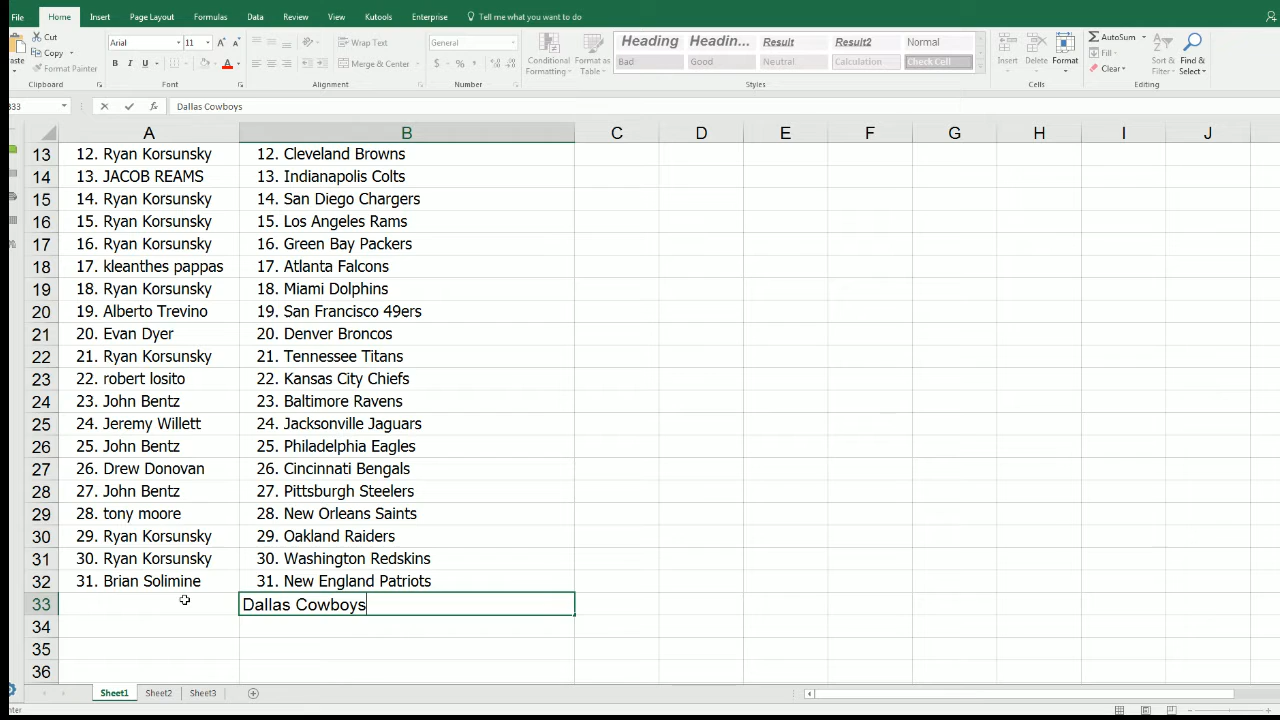 File Home Insert Page Layout Formulas Data Review View Kutools Enterprise Tell me what you want to do
Cut
Copy
Format Painter
Clipboard
Arial 11
B I U
Font
Wrap Text
Merge & Center
Alignment
General
$ % ,
Number
Conditional Formatting
Format as Table
Heading Headin... Result Result2 Normal
Bad Good Neutral Calculation Check Cell
Styles
Insert Delete Format
Cells
AutoSum
Fill
Clear
Sort & Filter
Find & Select
Editing
333 fx Dallas Cowboys
A B C D E F G H I J
13 12. Ryan Korsunsky 12. Cleveland Browns
14 13. JACOB REAMS 13. Indianapolis Colts
15 14. Ryan Korsunsky 14. San Diego Chargers
16 15. Ryan Korsunsky 15. Los Angeles Rams
17 16. Ryan Korsunsky 16. Green Bay Packers
18 17. kleanthes pappas 17. Atlanta Falcons
19 18. Ryan Korsunsky 18. Miami Dolphins
20 19. Alberto Trevino 19. San Francisco 49ers
21 20. Evan Dyer 20. Denver Broncos
22 21. Ryan Korsunsky 21. Tennessee Titans
23 22. robert losito 22. Kansas City Chiefs
24 23. John Bentz 23. Baltimore Ravens
25 24. Jeremy Willett 24. Jacksonville Jaguars
26 25. John Bentz 25. Philadelphia Eagles
27 26. Drew Donovan 26. Cincinnati Bengals
28 27. John Bentz 27. Pittsburgh Steelers
29 28. tony moore 28. New Orleans Saints
30 29. Ryan Korsunsky 29. Oakland Raiders
31 30. Ryan Korsunsky 30. Washington Redskins
32 31. Brian Solimine 31. New England Patriots
33 Dallas Cowboys
34
35
36
Sheet1 Sheet2 Sheet3